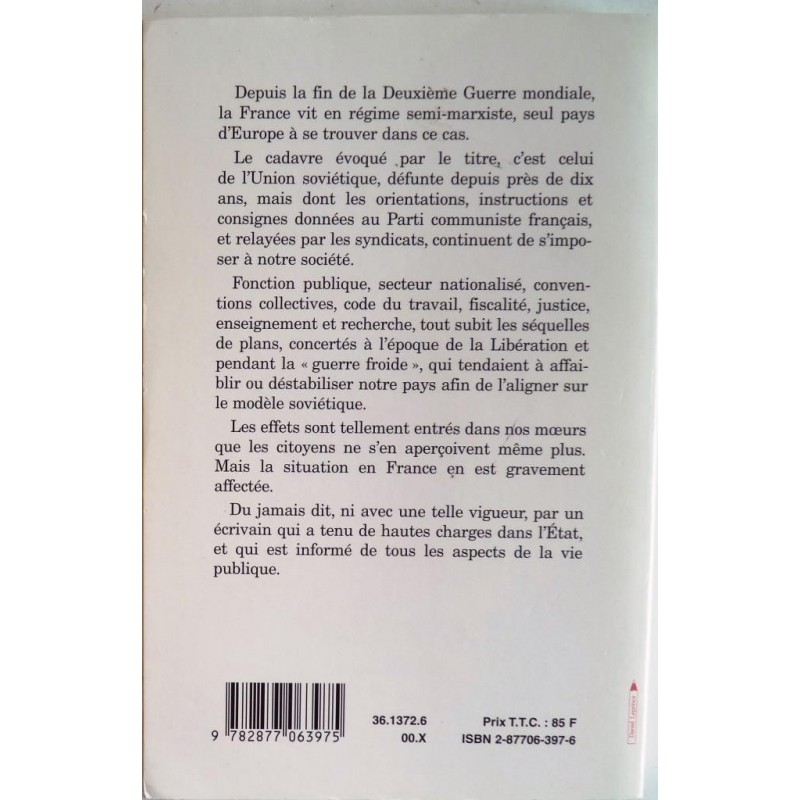 Depuis la fin de la Deuxième Guerre mondiale,
la France vit en régime semi-marxiste, seul pays
d'Europe à se trouver dans ce cas.
Le cadavre évoqué par le titre, c'est celui
de l'Union soviétique, défunte depuis près de dix
ans, mais dont les orientations, instructions et
consignes données au Parti communiste français,
et relayées par les syndicats, continuent de s'impo-
ser à notre société.
Fonction publique, secteur nationalisé, conven-
tions collectives, code du travail, fiscalité, justice,
enseignement et recherche, tout subit les séquelles
de plans, concertés à l'époque de la Libération et
pendant la « guerre froide », qui tendaient à affai-
blir ou déstabiliser notre pays afin de l'aligner sur
le modèle soviétique.
Les effets sont tellement entrés dans nos mœurs
que les citoyens ne s'en aperçoivent même plus.
Mais la situation en France en est gravement
affectée.
Du jamais dit, ni avec une telle vigueur, par un
écrivain qui a tenu de hautes charges dans l'État,
et qui est informé de tous les aspects de la vie
publique.
9 782877 063975
36.1372.6
00.X
Prix T.T.C. : 85 F
ISBN 2-87706-397-6